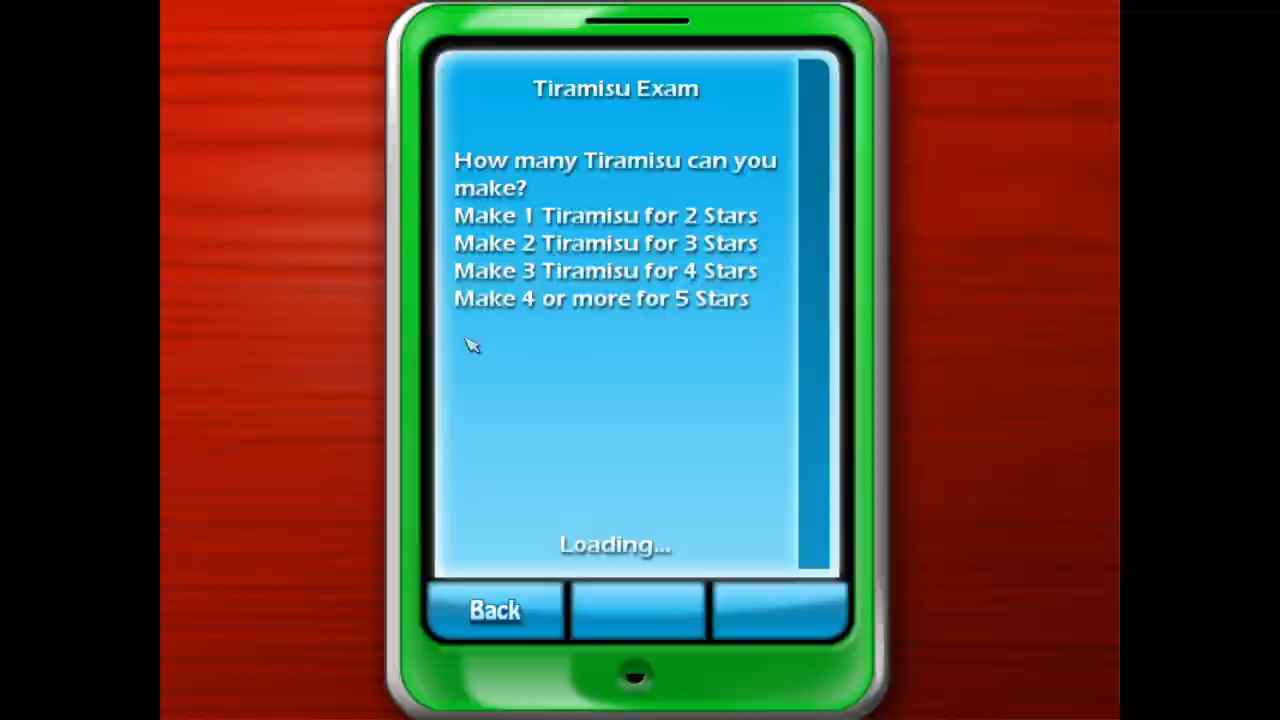 Tiramisu Exam
How many Tiramisu can you
make?
Make 1 Tiramisu for 2 Stars
Make 2 Tiramisu for 3 Stars
Make 3 Tiramisu for 4 Stars
Make 4 or more for 5 Stars
Loading...
Back